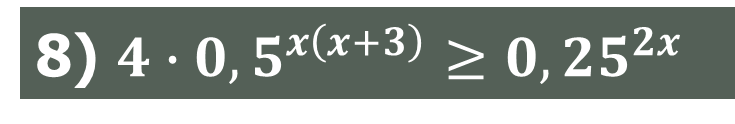 8) 4 · 0,5^{x(x+3)} ≥ 0,25^{2x}